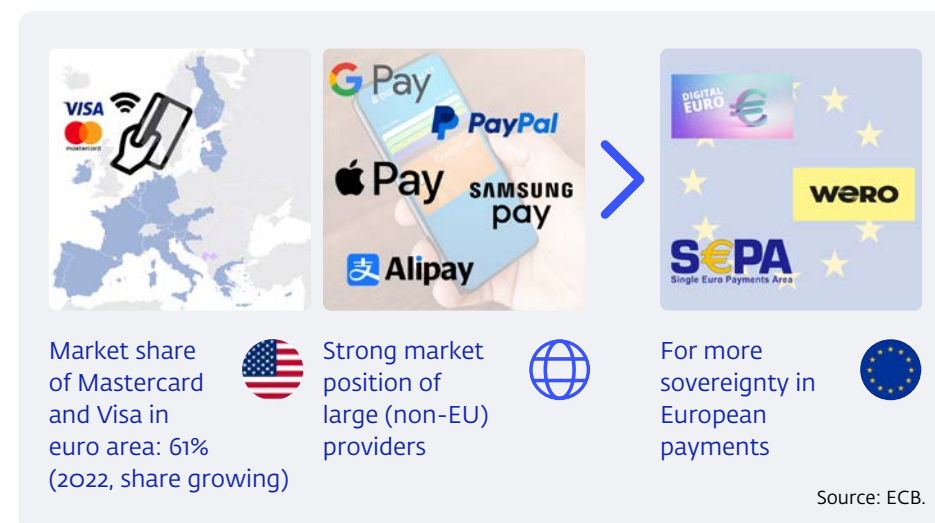 VISA
mastercard
G Pay
PayPal
Pay
SAMSUNG
pay
支 Alipay
DIGITAL
EURO €
wero
S€PA
Single Euro Payments Area
Market share
of Mastercard
and Visa in
euro area: 61%
(2022, share growing)
Strong market
position of
large (non-EU)
providers
For more
sovereignty in
European
payments
Source: ECB.